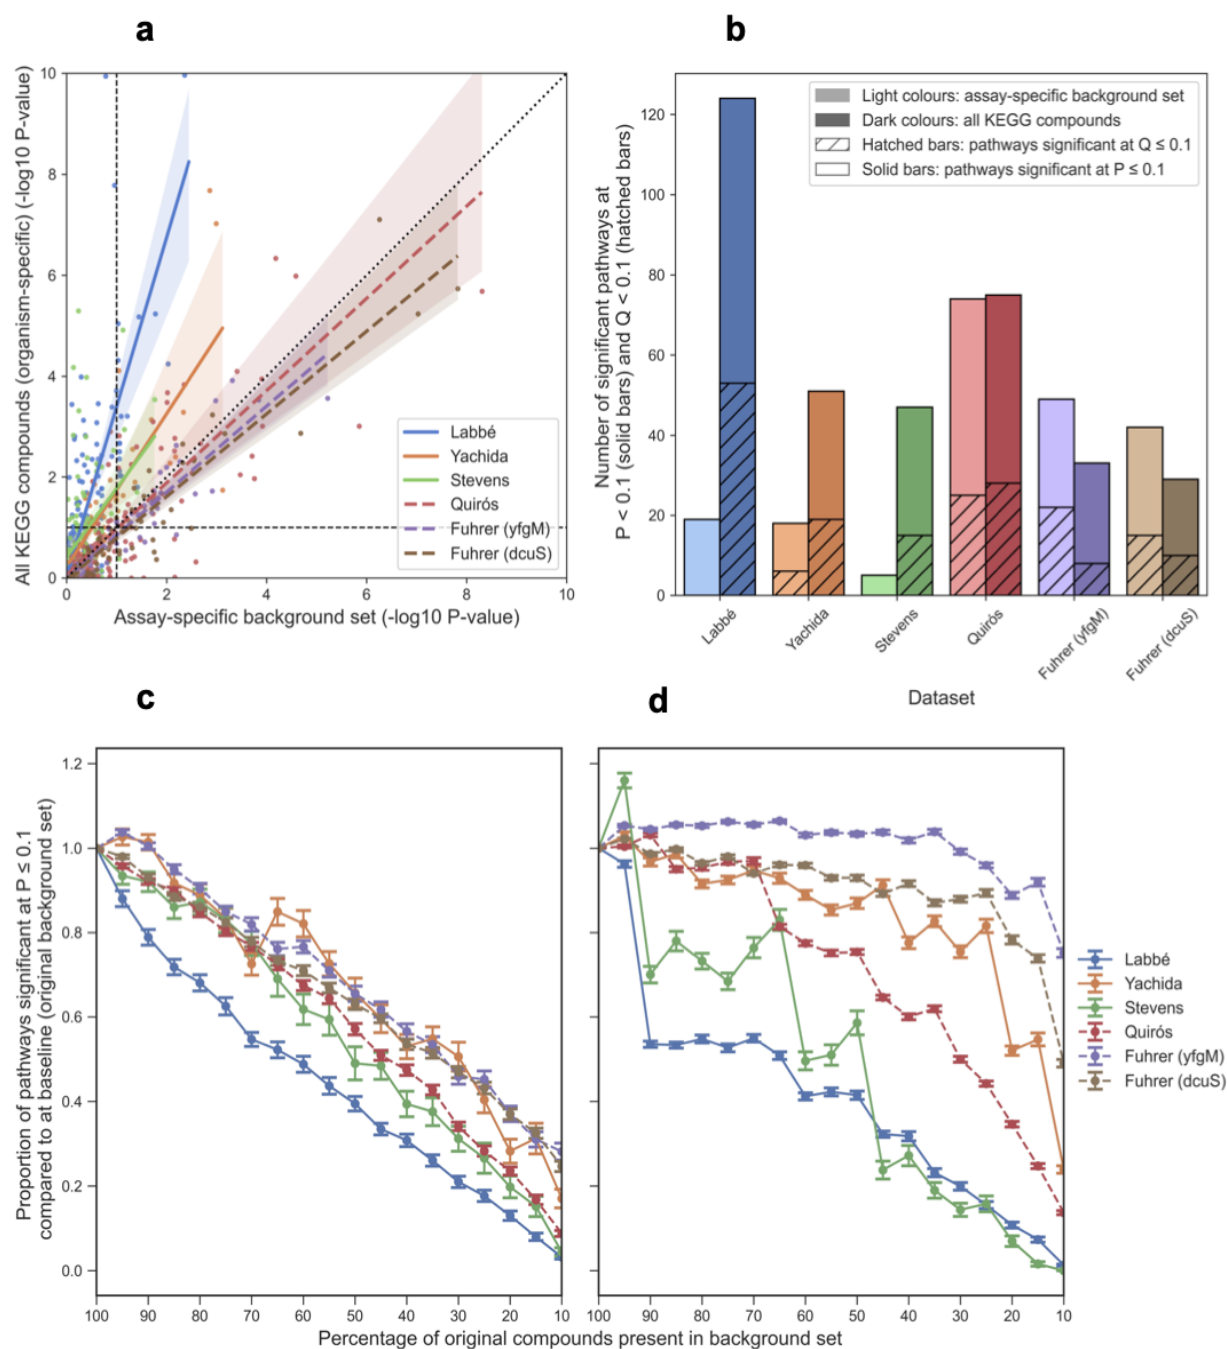 a
All KEGG compounds (organism-specific) (-log10 P-value)
10
8
6
4
2
0
0
2
4
6
8
10
Assay-specific background set (-log10 P-value)
Labbé
Yachida
Stevens
Quirós
Fuhrer (yfgM)
Fuhrer (dcuS)
b
Number of significant pathways at
P < 0.1 (solid bars) and Q < 0.1 (hatched bars)
120
100
80
60
40
20
0
Light colours: assay-specific background set
Dark colours: all KEGG compounds
Hatched bars: pathways significant at Q ≤ 0.1
Solid bars: pathways significant at P ≤ 0.1
Labbé
Yachida
Stevens
Quirós
Fuhrer (yfgM)
Fuhrer (dcuS)
Dataset
c
Proportion of pathways significant at P ≤ 0.1
compared to at baseline (original background set)
1.2
1.0
0.8
0.6
0.4
0.2
0.0
100
90
80
70
60
50
40
30
20
10
d
100
90
80
70
60
50
40
30
20
10
Labbé
Yachida
Stevens
Quirós
Fuhrer (yfgM)
Fuhrer (dcuS)
Percentage of original compounds present in background set